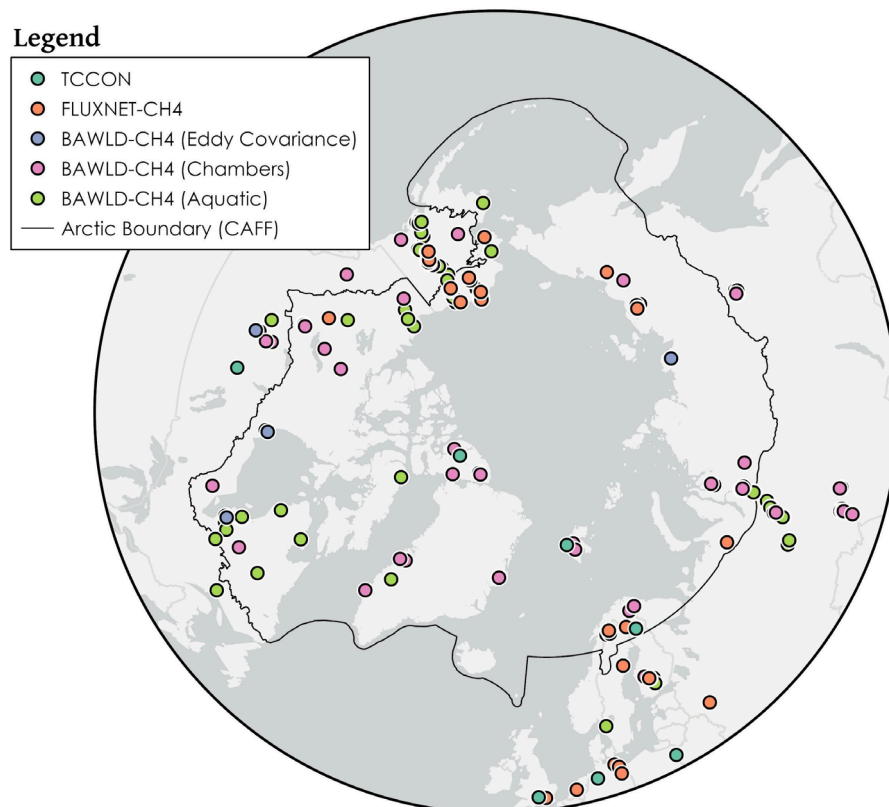 Legend
TCCON
FLUXNET-CH4
BAWLD-CH4 (Eddy Covariance)
BAWLD-CH4 (Chambers)
BAWLD-CH4 (Aquatic)
Arctic Boundary (CAFF)